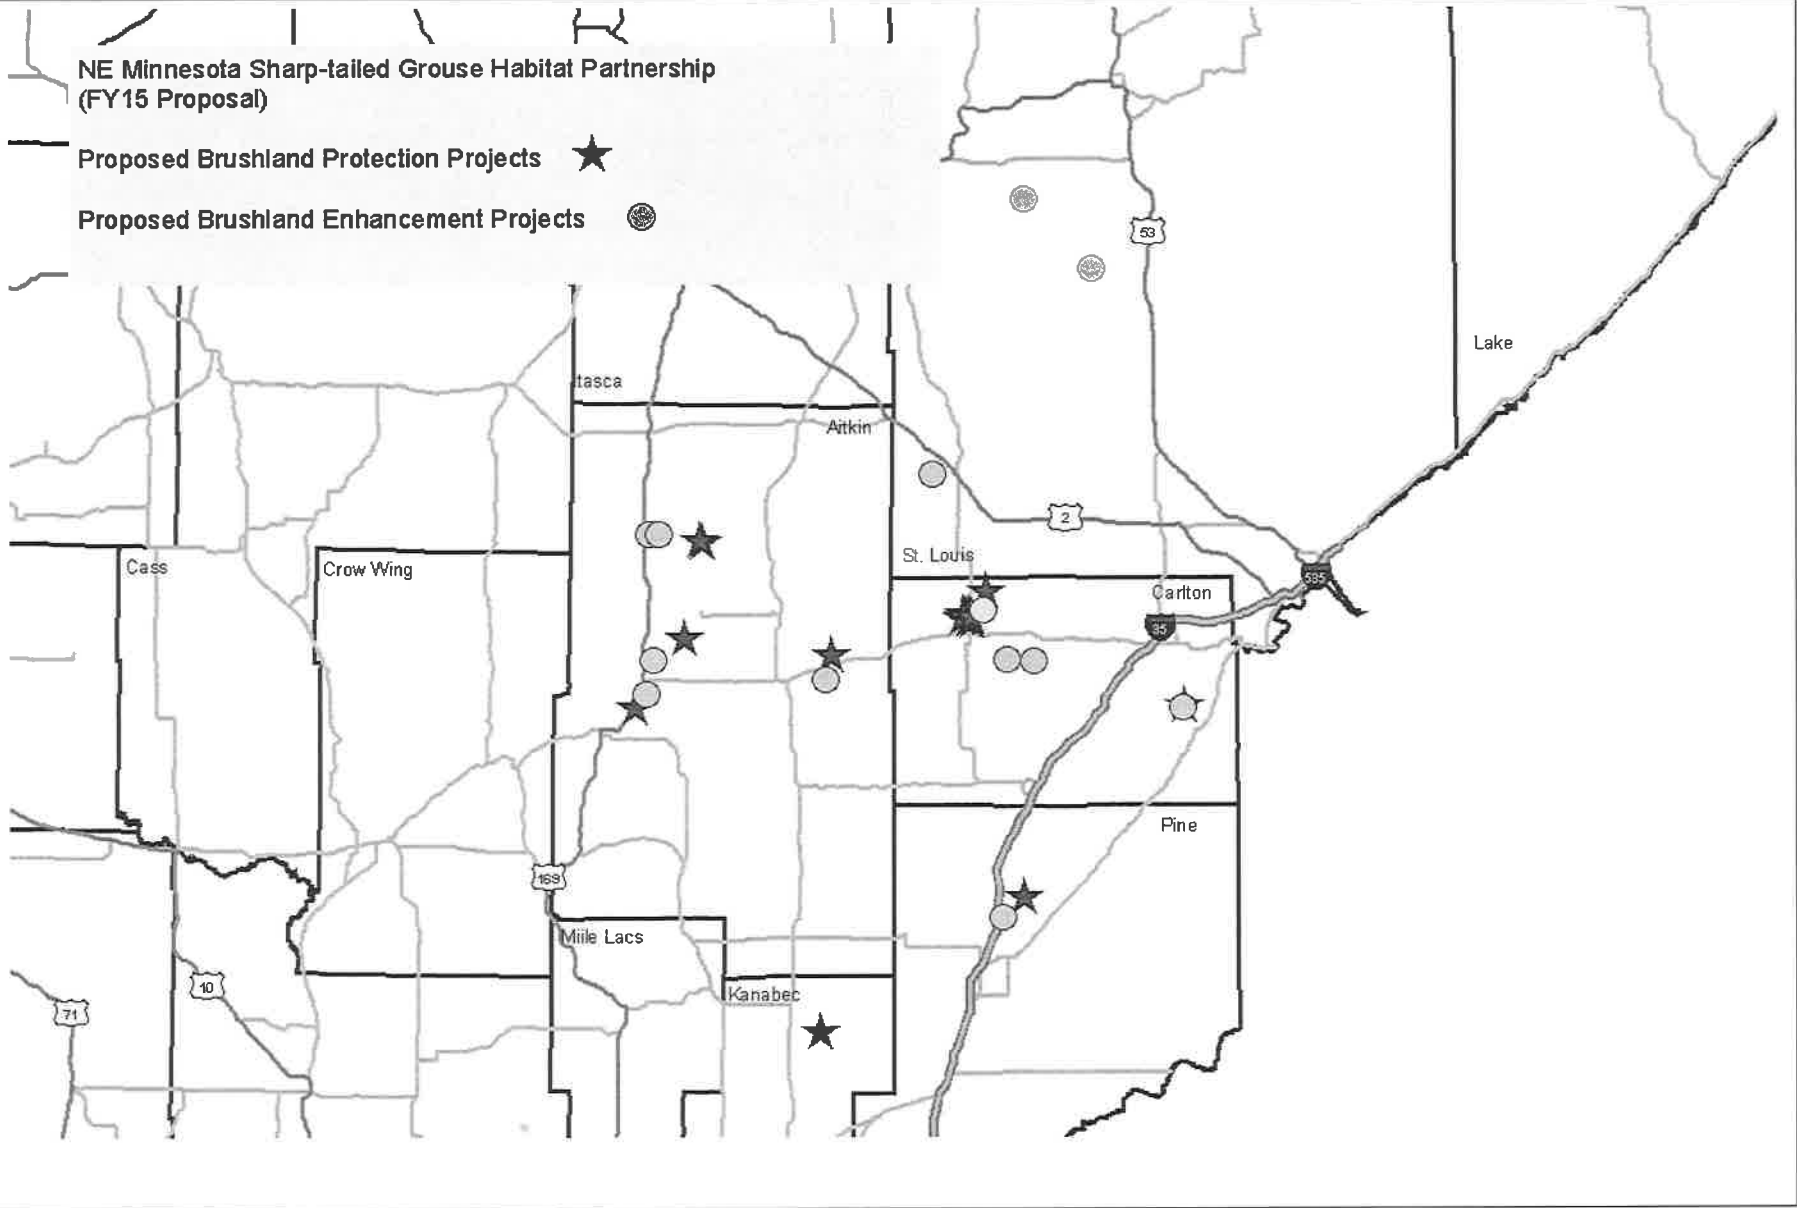 NE Minnesota Sharp-tailed Grouse Habitat Partnership
(FY15 Proposal)
Proposed Brushland Protection Projects
Proposed Brushland Enhancement Projects
53
Lake
Itasca
Aitkin
2
St. Louis
Cass
Crow Wing
535
Carlton
35
Pine
169
Mille Lacs
10
Kanabec
71